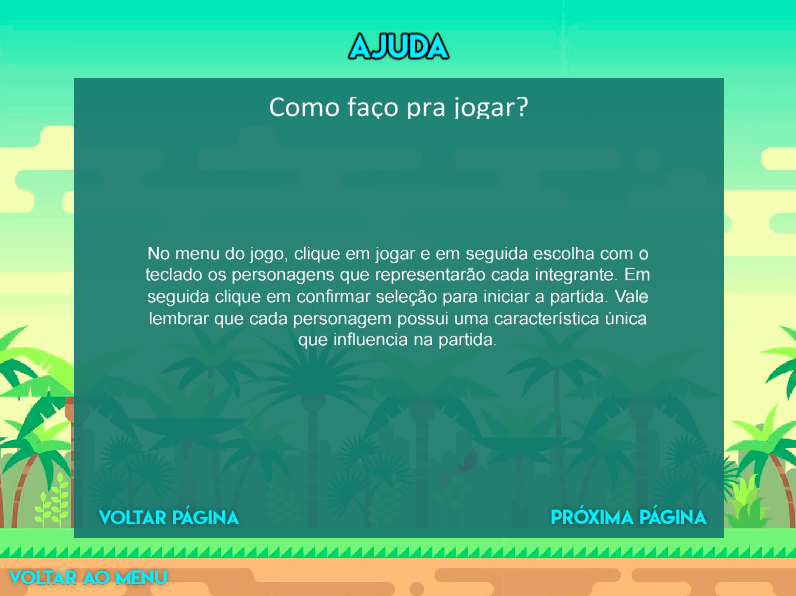 AJUDA
Como faço pra jogar?
No menu do jogo, clique em jogar e em seguida escolha com o
teclado os personagens que representarão cada integrante. Em
seguida clique em confirmar seleção para iniciar a partida. Vale
lembrar que cada personagem possui uma característica única
que influencia na partida.
VOLTAR PÁGINA
PRÓXIMA PÁGINA
VOLTAR AO MENU